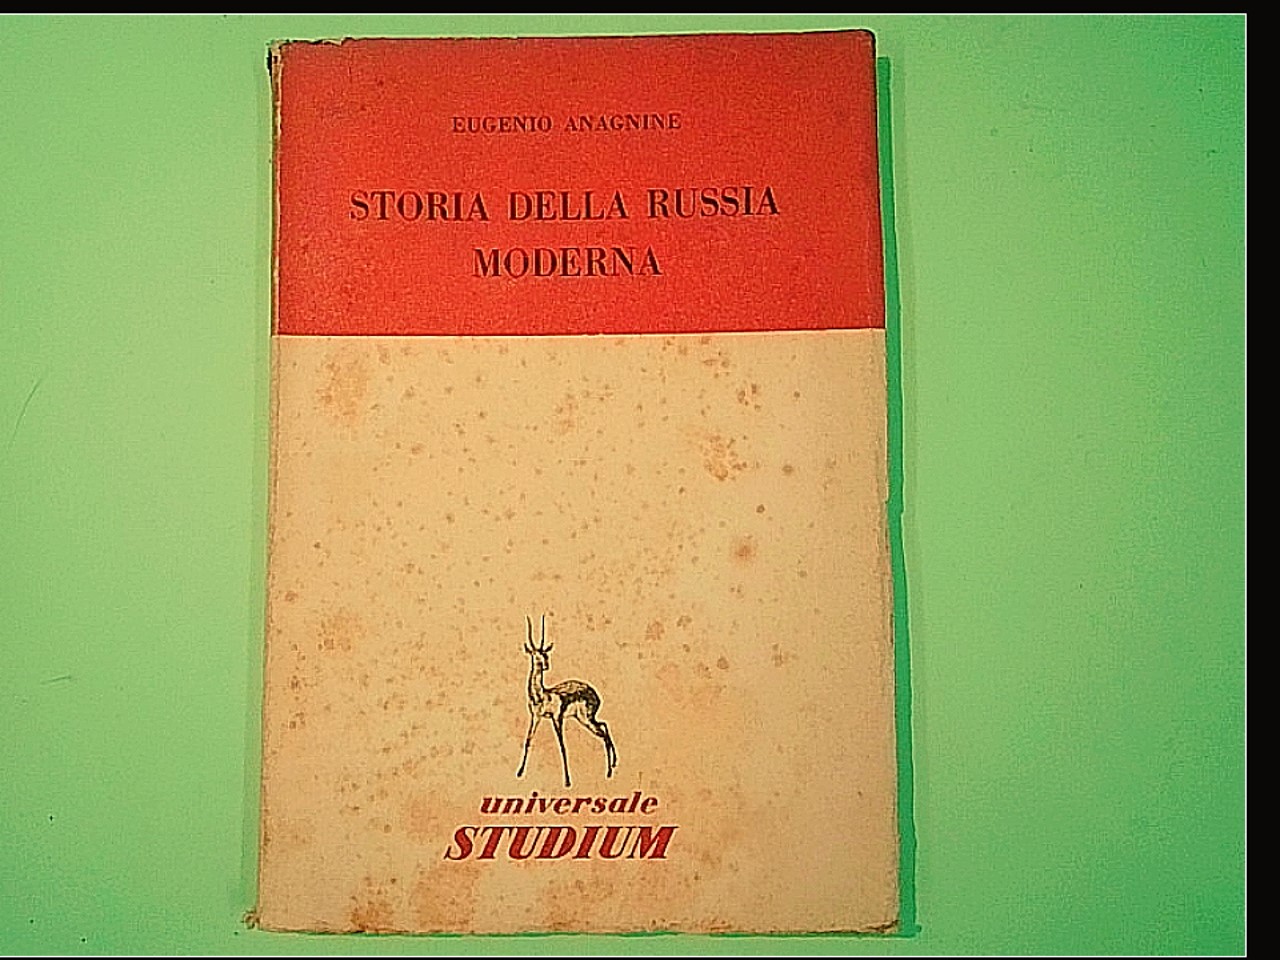 EUGENIO ANAGNINE
STORIA DELLA RUSSIA
MODERNA
universale
STUDIUM